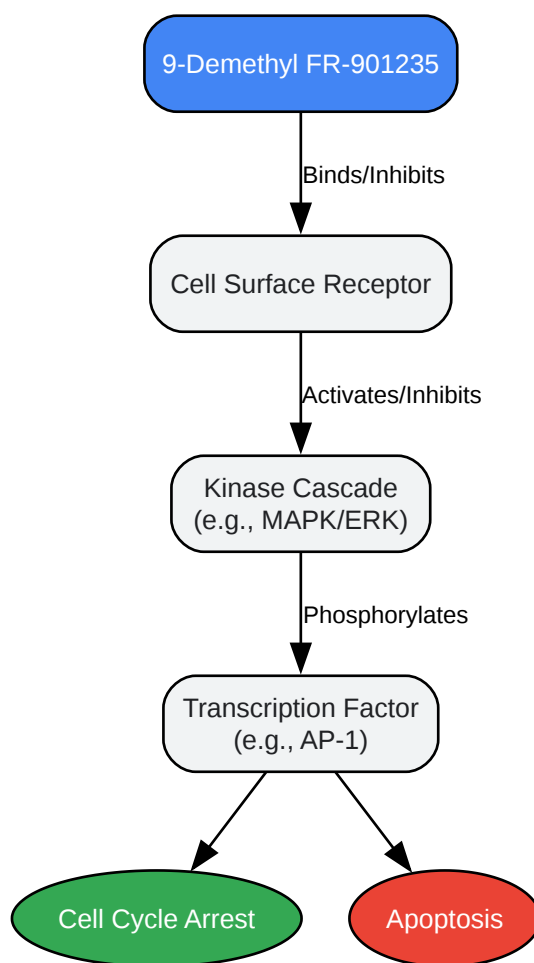 9-Demethyl FR-901235
Binds/Inhibits
Cell Surface Receptor
Activates/Inhibits
Kinase Cascade
(e.g., MAPK/ERK)
Phosphorylates
Transcription Factor
(e.g., AP-1)
Cell Cycle Arrest
Apoptosis